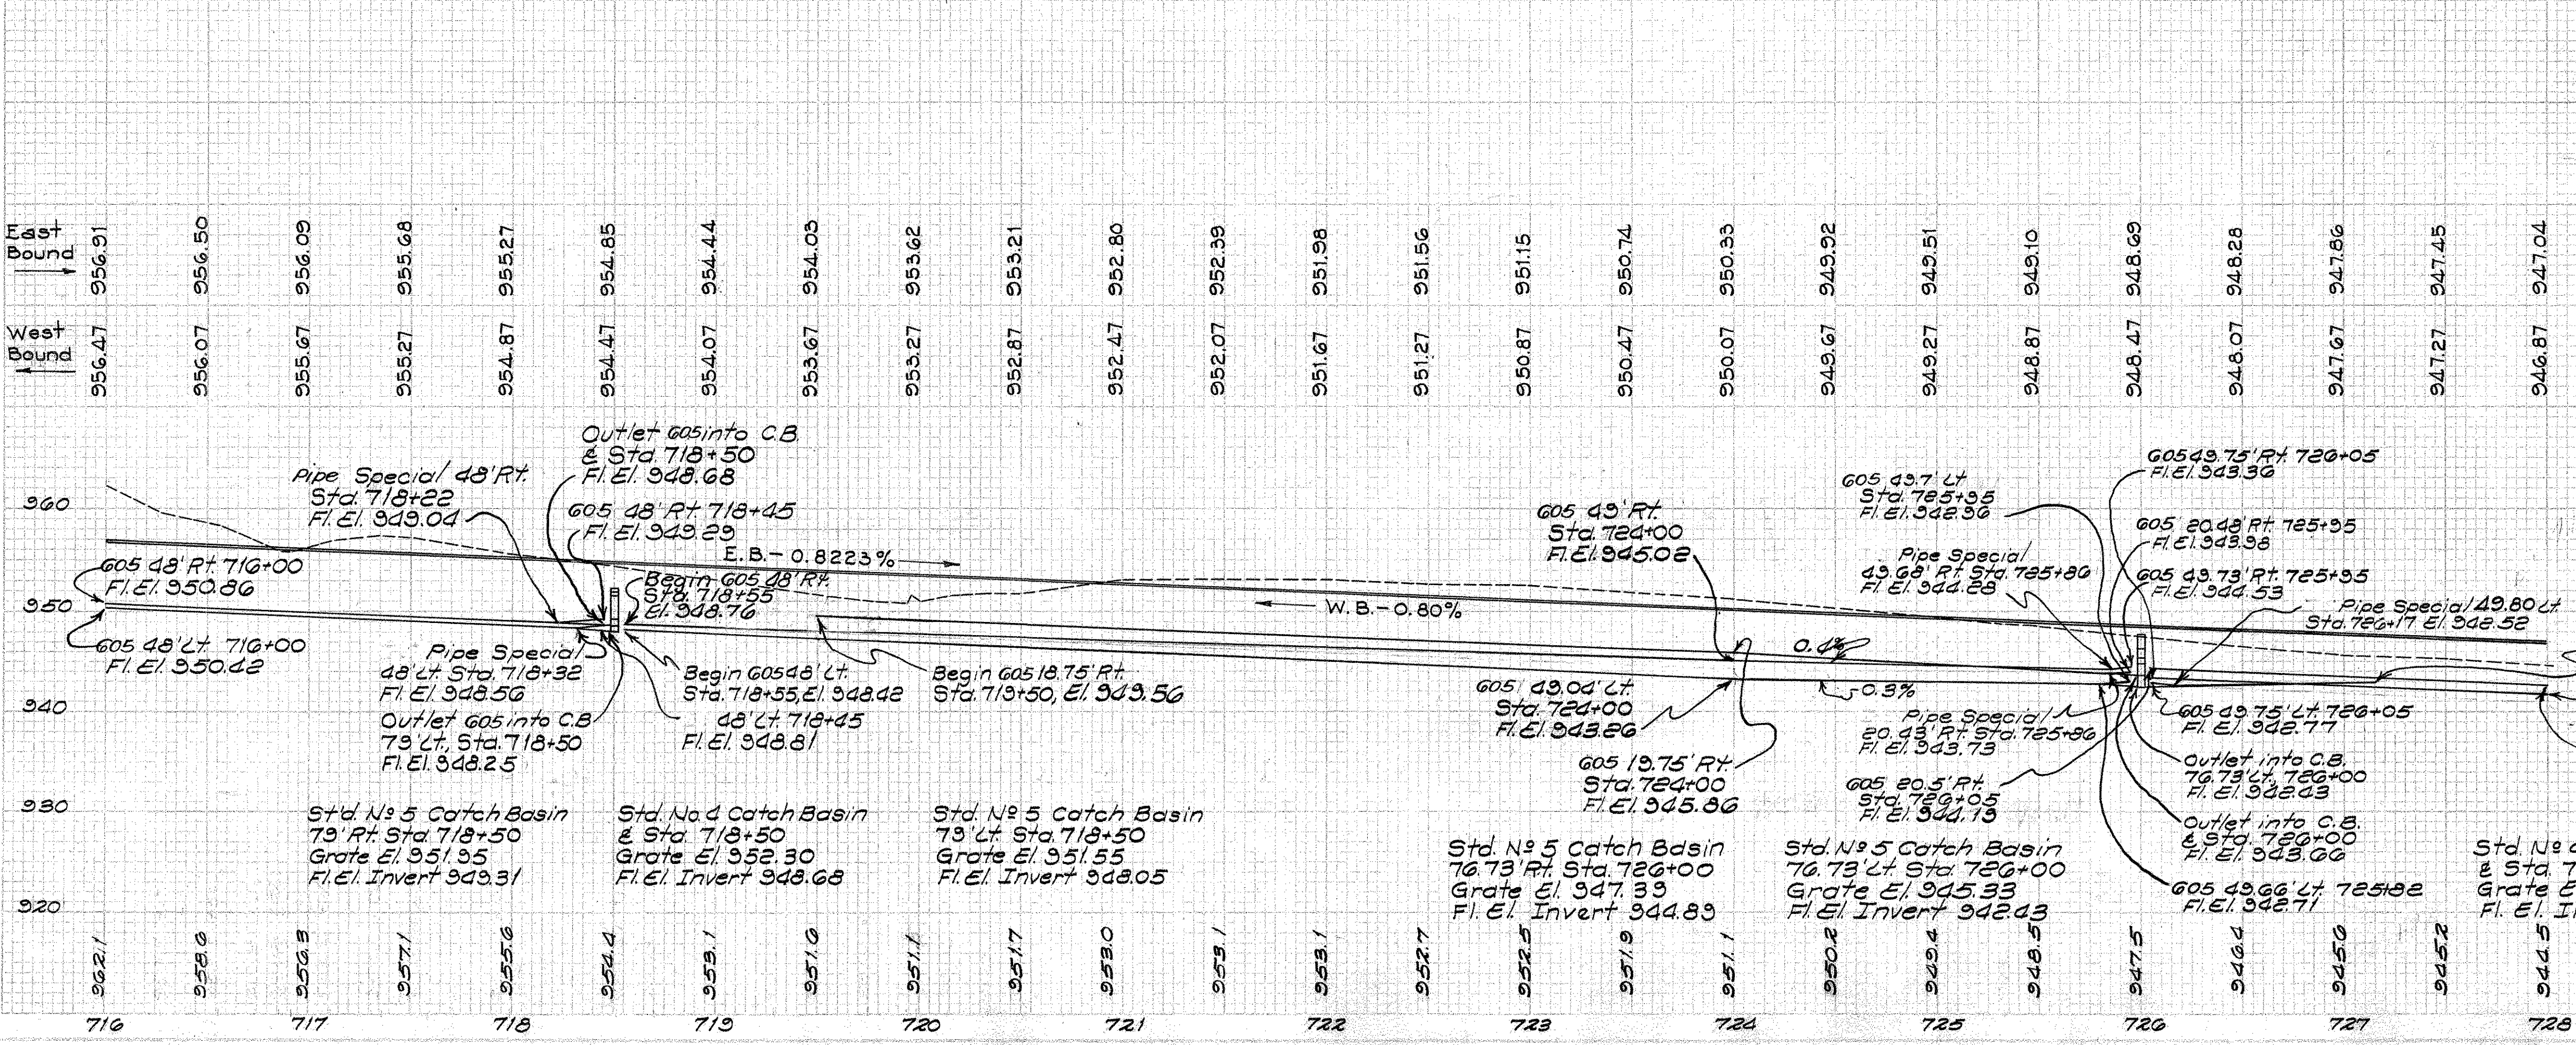 East
Bound
956.91 956.50 956.09 955.68 955.27 954.85 954.44 954.03 953.62 953.21 952.80 952.39 951.98 951.56 951.15 950.74 950.33 949.92 949.51 949.10 948.69 948.28 947.86 947.45 947.04
West
Bound
956.47 956.07 955.67 955.27 954.87 954.47 954.07 953.67 953.27 952.87 952.47 952.07 951.67 951.27 950.87 950.47 950.07 949.67 949.27 948.87 948.47 948.07 947.67 947.27 946.87
Outlet 605 into C.B.
₵ Sta. 718+50
Fl. El. 948.68
Pipe Special 48' Rt.
Sta. 718+22
Fl. El. 949.04
605 48' Rt. 718+45
Fl. El. 949.29
E.B. - 0.8223%
605 48' Rt. 716+00
Fl. El. 950.86
Begin 605 48' Rt.
Sta. 718+55
El. 948.76
W.B. - 0.80%
605 48' Lt. 716+00
Fl. El. 950.42
Pipe Special
48' Lt. Sta. 718+32
Fl. El. 948.56
Outlet 605 into C.B
79' Lt., Sta. 718+50
Fl. El. 948.25
Begin 605 48' Lt.
Sta. 718+55, El. 948.42
48' Lt. 718+45
Fl. El. 948.81
Begin 605 18.75' Rt.
Sta. 719+50, El. 949.56
605 49' Rt.
Sta. 724+00
Fl. El. 945.02
605 49.04' Lt.
Sta. 724+00
Fl. El. 943.26
605 19.75' Rt.
Sta. 724+00
Fl. El. 945.86
0.4%
0.3%
605 49.7' Lt
Sta. 725+95
Fl. El. 942.96
605 49.75' Rt. 726+05
Fl. El. 943.36
605 20.48' Rt. 725+95
Fl. El. 943.98
Pipe Special
49.68' Rt. Sta. 725+86
Fl. El. 944.28
605 49.73' Rt. 725+95
Fl. El. 944.53
Pipe Special 49.80 Lt
Sta. 726+17 El. 942.52
Pipe Special
20.43' Rt. Sta. 725+86
Fl. El. 943.73
605 49.75' Lt. 726+05
Fl. El. 942.77
605 20.5' Rt.
Sta. 726+05
Fl. El. 944.19
Outlet into C.B.
76.73' Lt. 726+00
Fl. El. 942.43
Outlet into C.B.
₵ Sta. 726+00
Fl. El. 943.66
605 49.66' Lt. 725+82
Fl. El. 942.71
Std. No 5 Catch Basin
79' Rt. Sta. 718+50
Grate El. 951.95
Fl. El. Invert 949.31
Std. No. 4 Catch Basin
₵ Sta. 718+50
Grate El. 952.30
Fl. El. Invert 948.68
Std. No 5 Catch Basin
79' Lt. Sta. 718+50
Grate El. 951.55
Fl. El. Invert 948.05
Std. No 5 Catch Basin
76.73' Rt. Sta. 726+00
Grate El. 947.39
Fl. El. Invert 944.89
Std. No 5 Catch Basin
76.73' Lt. Sta. 726+00
Grate El. 945.33
Fl. El. Invert 942.43
Std. No
₵ Sta. 7
Grate E
Fl. El. I
960
950
940
930
920
962.1 958.6 956.3 957.1 955.6 954.4 953.1 951.6 951.1 951.7 953.0 953.1 953.1 952.7 952.5 951.9 951.1 950.2 949.4 948.5 947.5 946.4 945.6 945.2 944.5
716 717 718 719 720 721 722 723 724 725 726 727 728